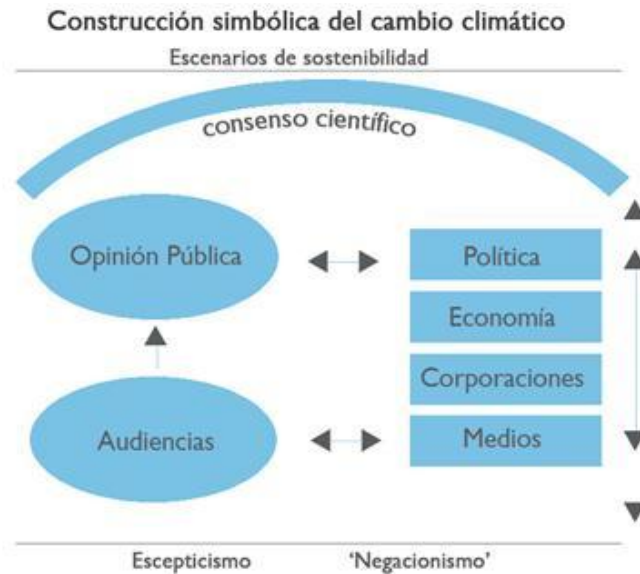 Construcción simbólica del cambio climático
Escenarios de sostenibilidad
consenso científico
Opinión Pública
Política
Economía
Corporaciones
Audiencias
Medios
Escepticismo
'Negacionismo'